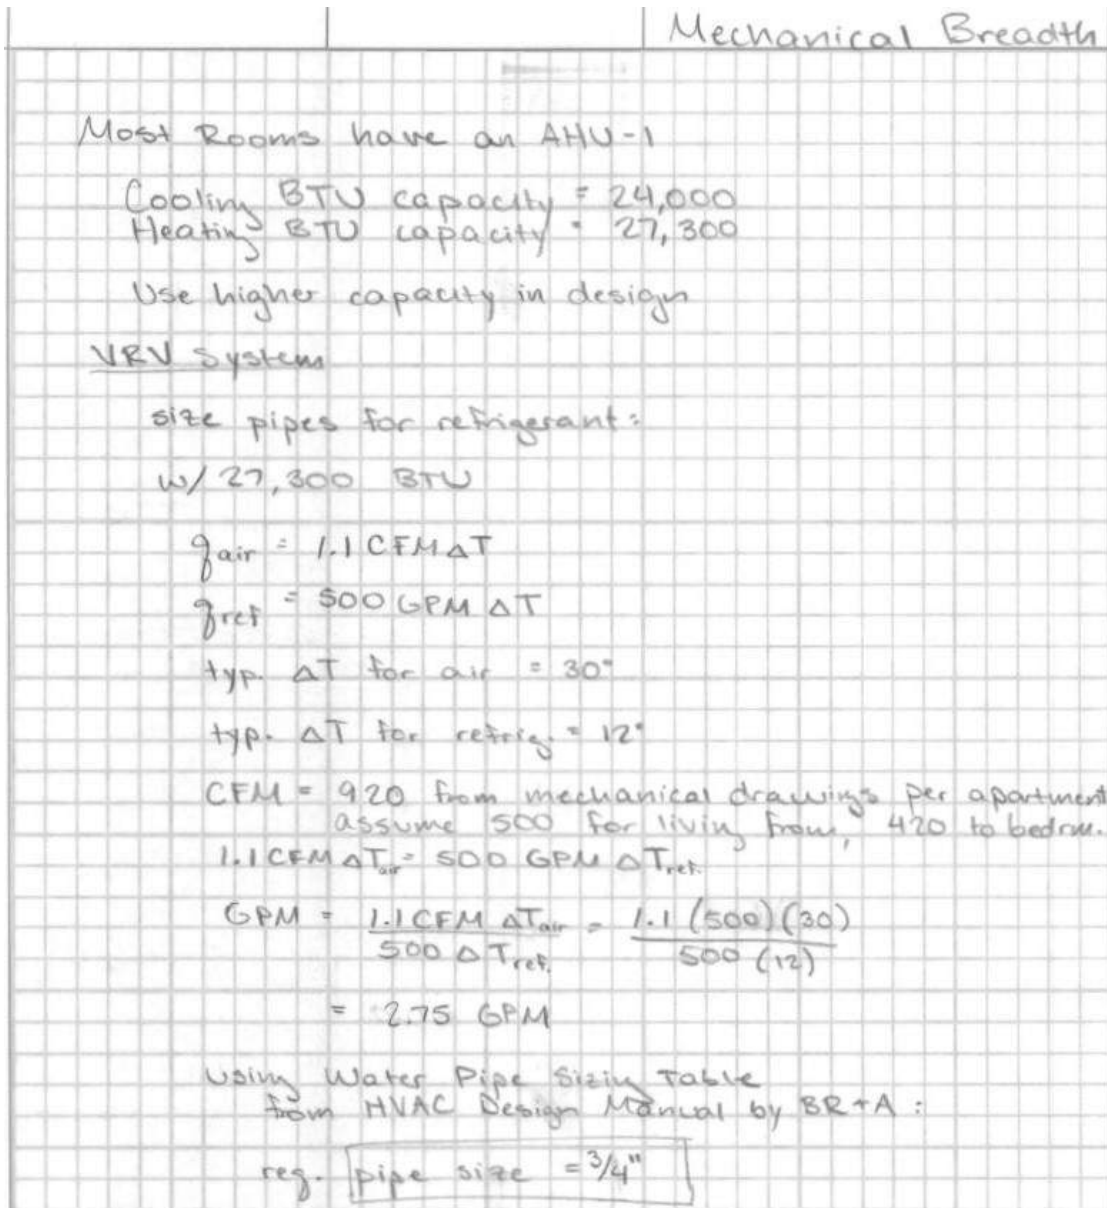 Mechanical Breadth
Most Rooms have an AHU-1
Cooling BTU capacity = 24,000
Heating BTU capacity = 27,300
Use higher capacity in design
VRV System
size pipes for refrigerant:
w/ 27,300 BTU
qair = 1.1 CFM ΔT
qref = 500 GPM ΔT
typ. ΔT for air = 30°
typ. ΔT for refrig. = 12°
CFM = 920 from mechanical drawings per apartment
assume 500 for living from, 420 to bedrm.
1.1 CFM ΔTair = 500 GPM ΔTref.
GPM = 1.1 CFM ΔTair / 500 ΔTref. = 1.1 (500)(30) / 500 (12)
= 2.75 GPM
Using Water Pipe Sizing Table
from HVAC Design Manual by BR+A :
req. pipe size = 3/4"